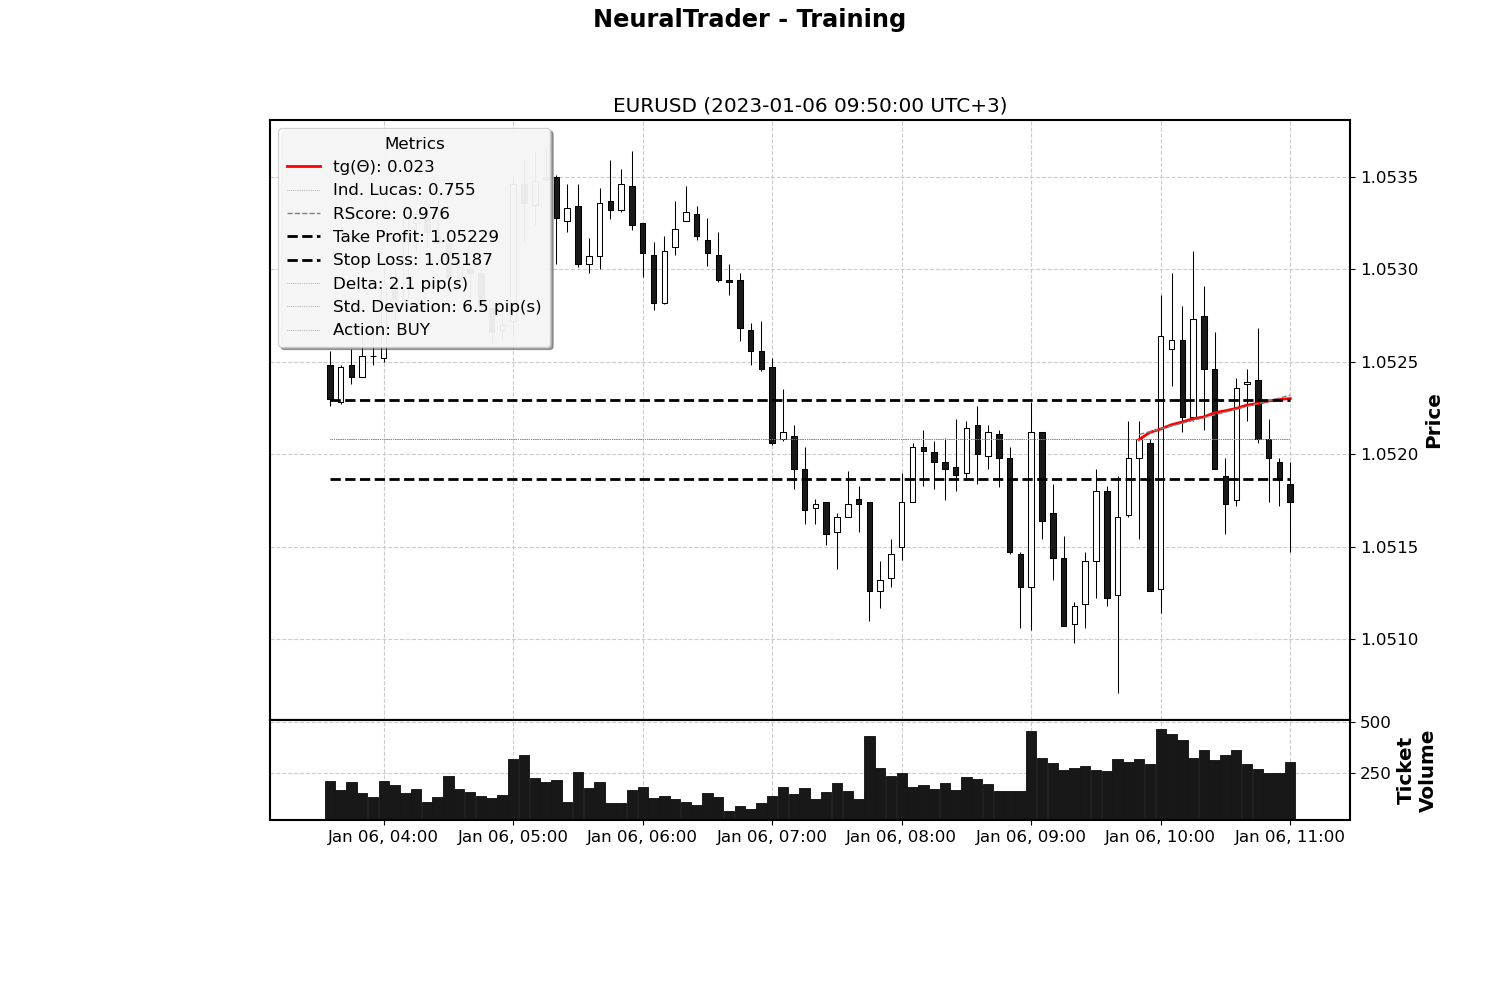 NeuralTrader - Training
EURUSD (2023-01-06 09:50:00 UTC+3)
Metrics
tg(Θ): 0.023
Ind. Lucas: 0.755
RScore: 0.976
Take Profit: 1.05229
Stop Loss: 1.05187
Delta: 2.1 pip(s)
Std. Deviation: 6.5 pip(s)
Action: BUY
1.0535
1.0530
1.0525
1.0520
1.0515
1.0510
Price
500
250
Ticket
Volume
Jan 06, 04:00 Jan 06, 05:00 Jan 06, 06:00 Jan 06, 07:00 Jan 06, 08:00 Jan 06, 09:00 Jan 06, 10:00 Jan 06, 11:00